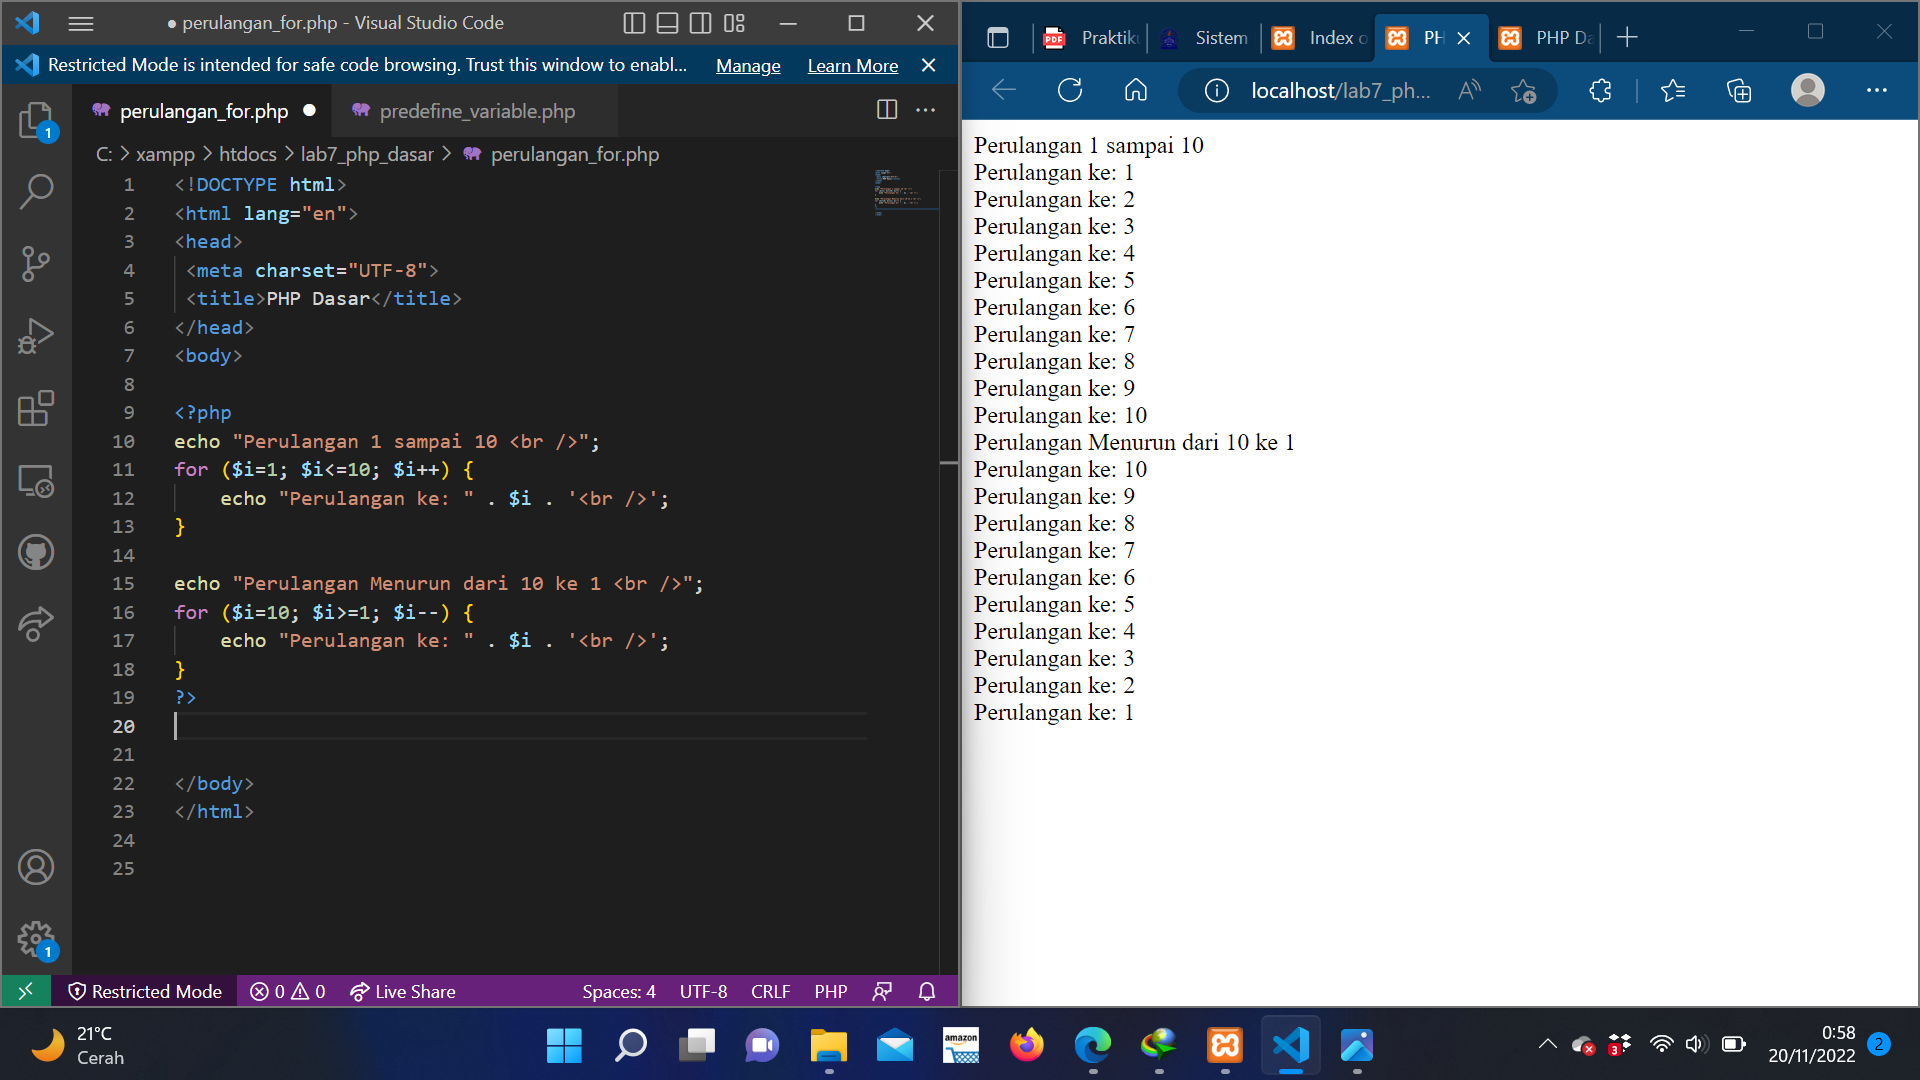 ● perulangan_for.php - Visual Studio Code
Restricted Mode is intended for safe code browsing. Trust this window to enabl... Manage Learn More
perulangan_for.php ● predefine_variable.php
C: > xampp > htdocs > lab7_php_dasar > perulangan_for.php
1 <!DOCTYPE html>
2 <html lang="en">
3 <head>
4 <meta charset="UTF-8">
5 <title>PHP Dasar</title>
6 </head>
7 <body>
8
9 <?php
10 echo "Perulangan 1 sampai 10 <br />";
11 for ($i=1; $i<=10; $i++) {
12 echo "Perulangan ke: " . $i . '<br />';
13 }
14
15 echo "Perulangan Menurun dari 10 ke 1 <br />";
16 for ($i=10; $i>=1; $i--) {
17 echo "Perulangan ke: " . $i . '<br />';
18 }
19 ?>
20
21
22 </body>
23 </html>
24
25
1
1
Restricted Mode 0 0 Live Share Spaces: 4 UTF-8 CRLF PHP
PDF Praktik Sistem Index o PH PHP Da
localhost/lab7_ph...
Perulangan 1 sampai 10
Perulangan ke: 1
Perulangan ke: 2
Perulangan ke: 3
Perulangan ke: 4
Perulangan ke: 5
Perulangan ke: 6
Perulangan ke: 7
Perulangan ke: 8
Perulangan ke: 9
Perulangan ke: 10
Perulangan Menurun dari 10 ke 1
Perulangan ke: 10
Perulangan ke: 9
Perulangan ke: 8
Perulangan ke: 7
Perulangan ke: 6
Perulangan ke: 5
Perulangan ke: 4
Perulangan ke: 3
Perulangan ke: 2
Perulangan ke: 1
21°C
Cerah
amazon
3
0:58
20/11/2022
2